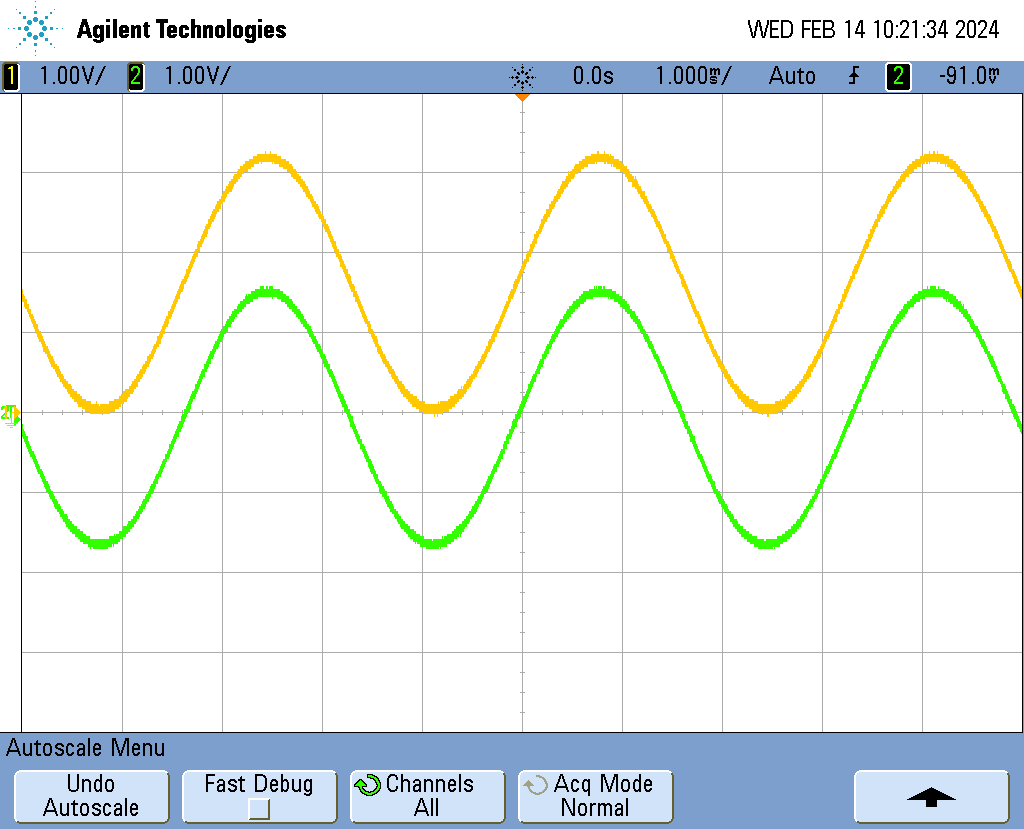 Agilent Technologies
WED FEB 14 10:21:34 2024
1 1.00V/ 2 1.00V/ 0.0s 1.000ms/ Auto 2 -91.0mV
Autoscale Menu
Undo
Autoscale
Fast Debug
Channels
All
Acq Mode
Normal